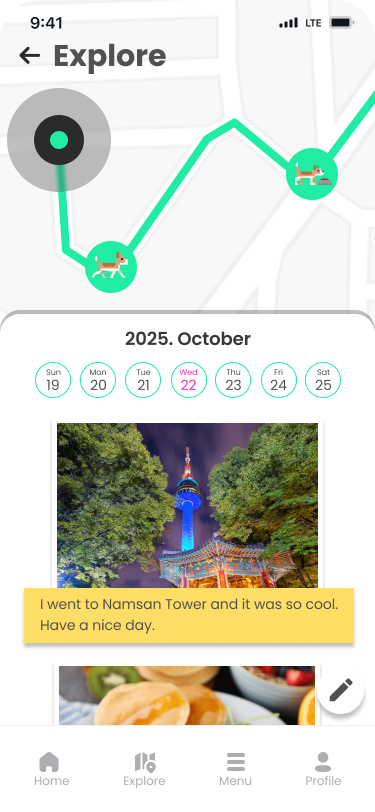 9:41
LTE
Explore
2025. October
Sun Mon Tue Wed Thu Fri Sat
19 20 21 22 23 24 25
I went to Namsan Tower and it was so cool.
Have a nice day.
Home Explore Menu Profile